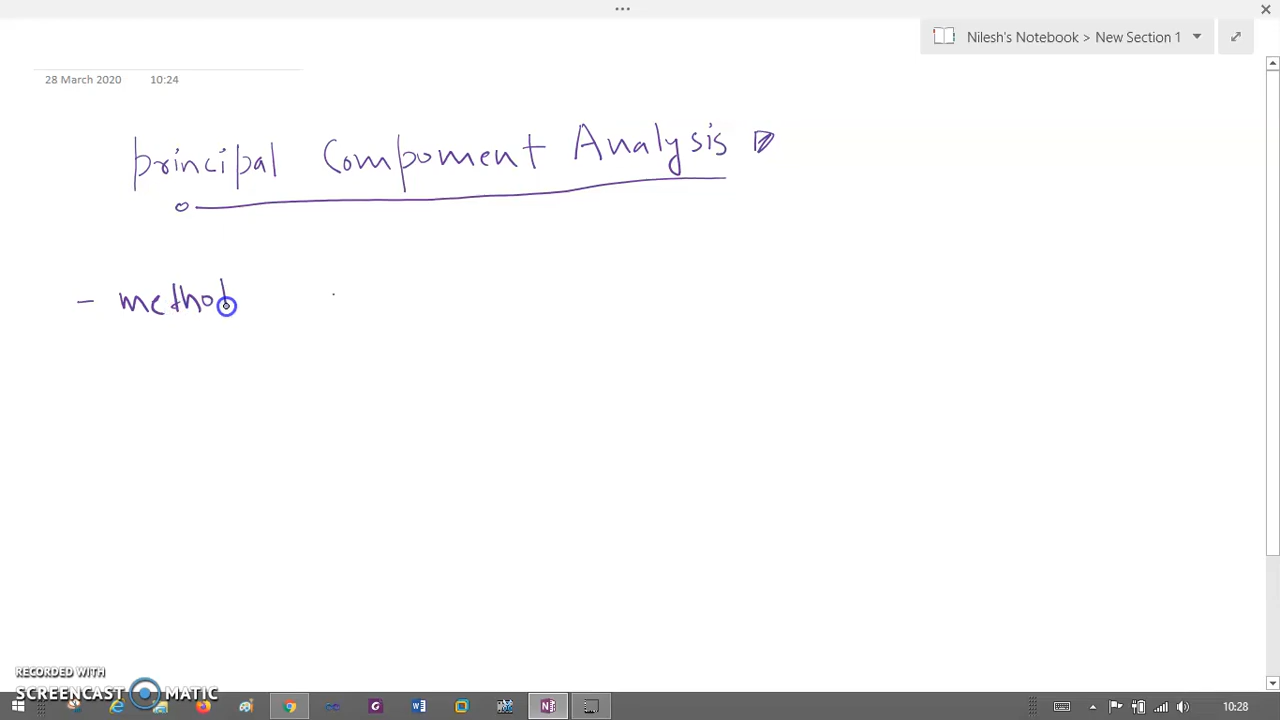 Nilesh's Notebook > New Section 1
28 March 2020 10:24
principal Compoment Analysis
- method
RECORDED WITH
SCREENCAST MATIC
10:28